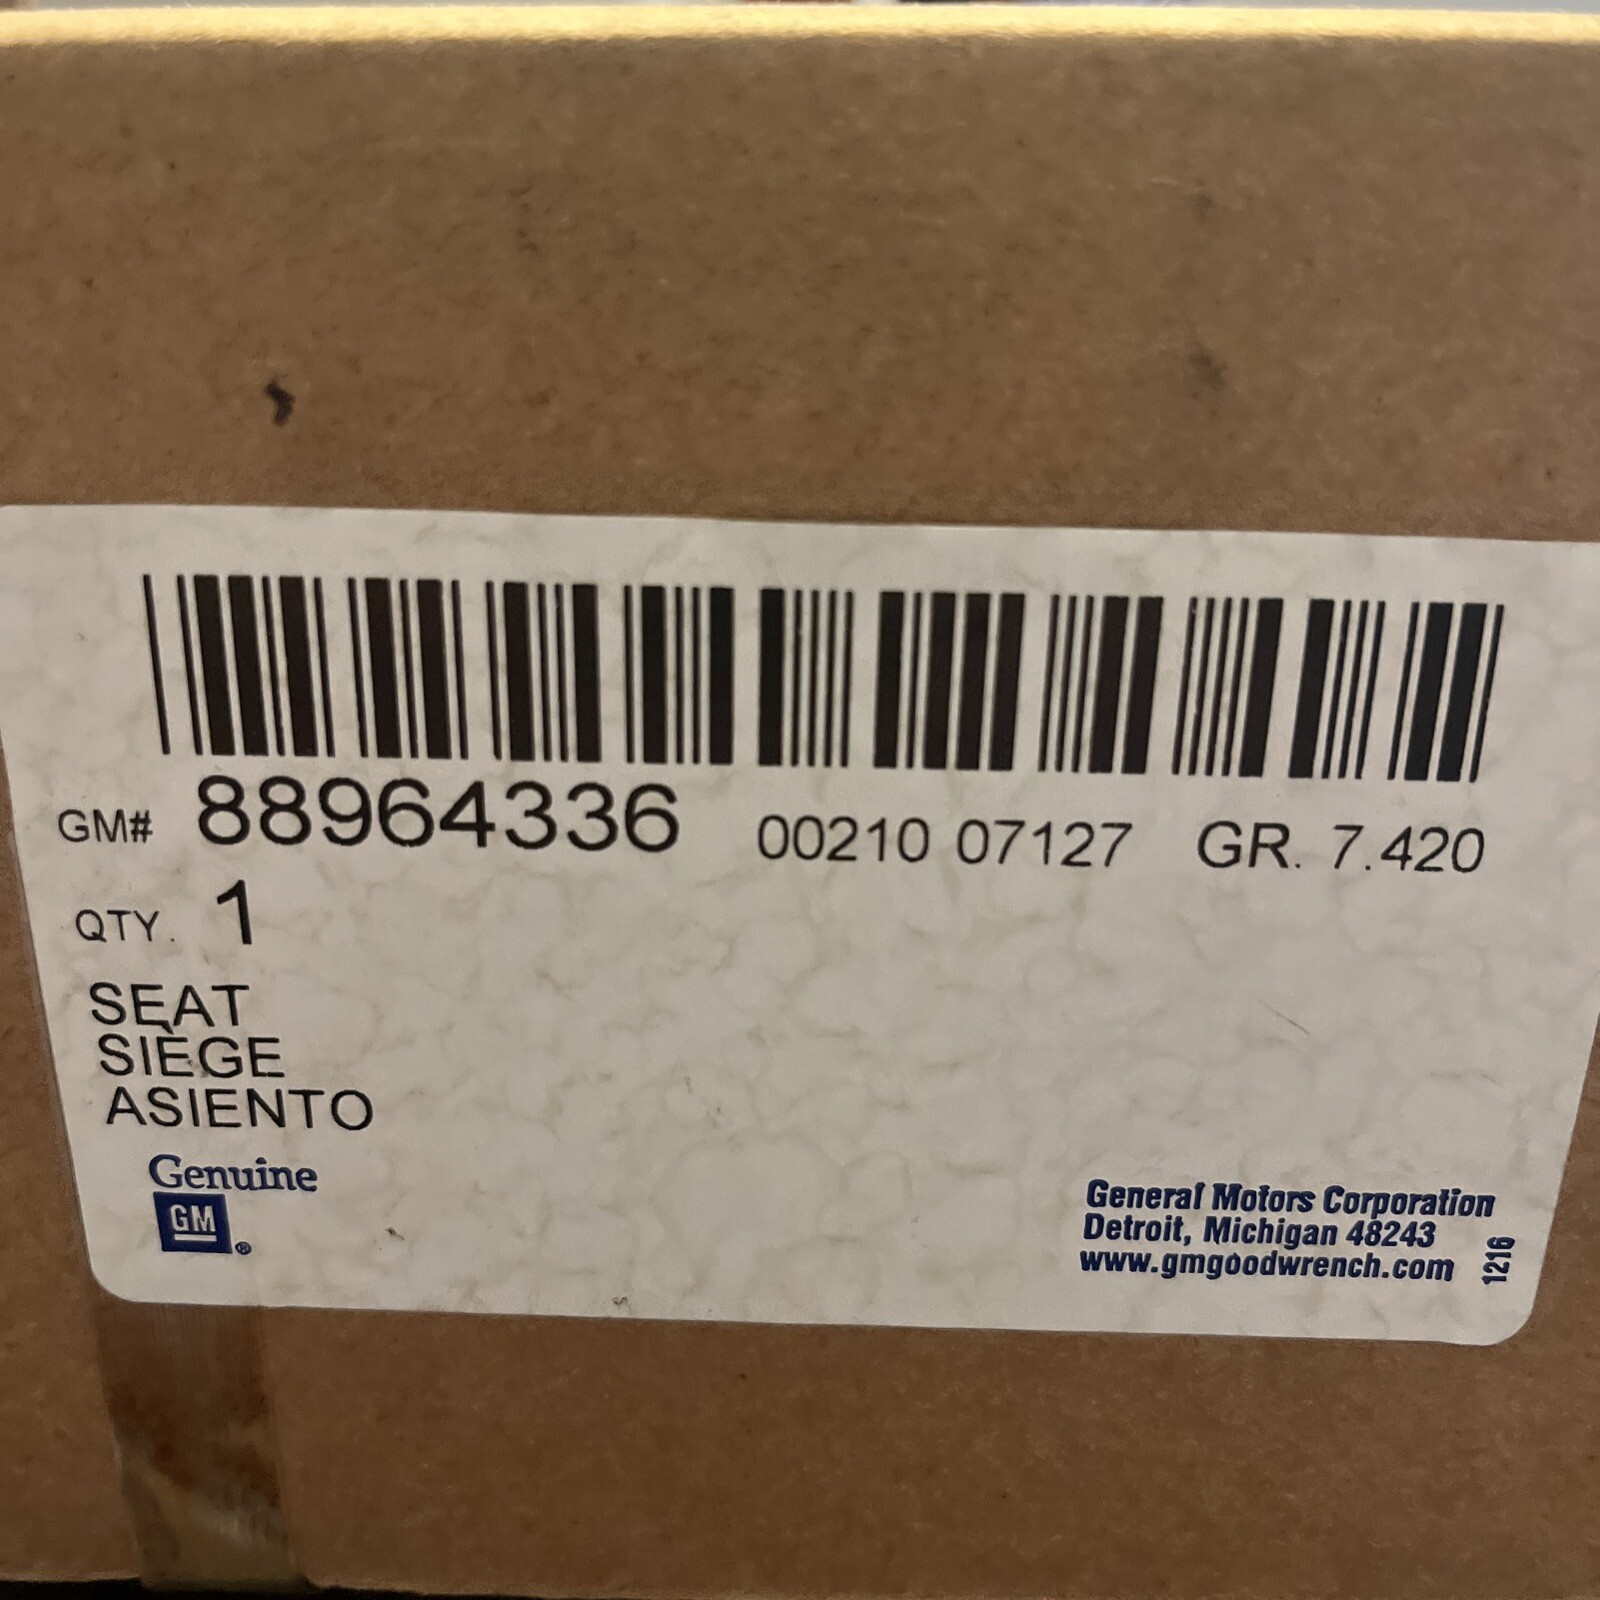 GM# 88964336 00210 07127 GR. 7.420
QTY. 1
SEAT
SIÈGE
ASIENTO
Genuine
GM®
General Motors Corporation
Detroit, Michigan 48243
www.gmgoodwrench.com
1216